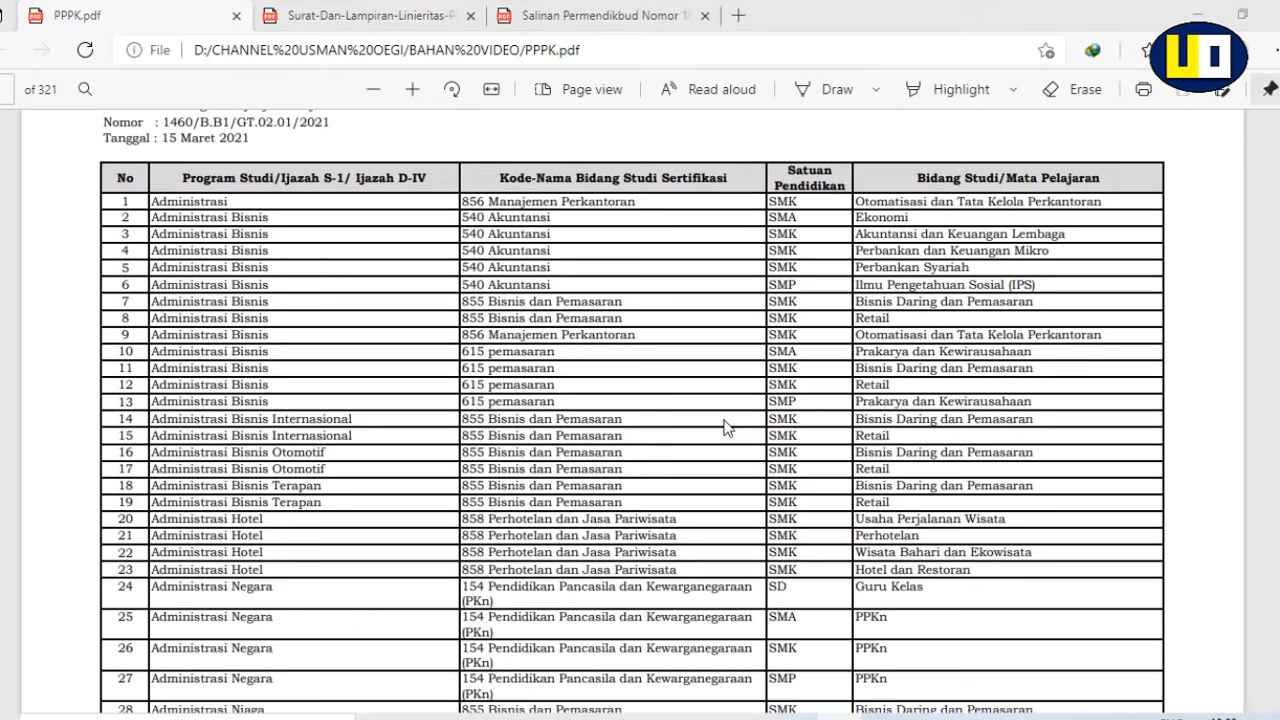 PPPK.pdf
Surat-Dan-Lampiran-Linieritas-P
Salinan Permendikbud Nomor 16
File D:/CHANNEL%20USMAN%20OEGI/BAHAN%20VIDEO/PPPK.pdf
UO
of 321 Page view Read aloud Draw Highlight Erase
Nomor : 1460/B.B1/GT.02.01/2021
Tanggal : 15 Maret 2021
No Program Studi/Ijazah S-1/ Ijazah D-IV Kode-Nama Bidang Studi Sertifikasi Satuan Pendidikan Bidang Studi/Mata Pelajaran
1 Administrasi 856 Manajemen Perkantoran SMK Otomatisasi dan Tata Kelola Perkantoran
2 Administrasi Bisnis 540 Akuntansi SMA Ekonomi
3 Administrasi Bisnis 540 Akuntansi SMK Akuntansi dan Keuangan Lembaga
4 Administrasi Bisnis 540 Akuntansi SMK Perbankan dan Keuangan Mikro
5 Administrasi Bisnis 540 Akuntansi SMK Perbankan Syariah
6 Administrasi Bisnis 540 Akuntansi SMP Ilmu Pengetahuan Sosial (IPS)
7 Administrasi Bisnis 855 Bisnis dan Pemasaran SMK Bisnis Daring dan Pemasaran
8 Administrasi Bisnis 855 Bisnis dan Pemasaran SMK Retail
9 Administrasi Bisnis 856 Manajemen Perkantoran SMK Otomatisasi dan Tata Kelola Perkantoran
10 Administrasi Bisnis 615 pemasaran SMA Prakarya dan Kewirausahaan
11 Administrasi Bisnis 615 pemasaran SMK Bisnis Daring dan Pemasaran
12 Administrasi Bisnis 615 pemasaran SMK Retail
13 Administrasi Bisnis 615 pemasaran SMP Prakarya dan Kewirausahaan
14 Administrasi Bisnis Internasional 855 Bisnis dan Pemasaran SMK Bisnis Daring dan Pemasaran
15 Administrasi Bisnis Internasional 855 Bisnis dan Pemasaran SMK Retail
16 Administrasi Bisnis Otomotif 855 Bisnis dan Pemasaran SMK Bisnis Daring dan Pemasaran
17 Administrasi Bisnis Otomotif 855 Bisnis dan Pemasaran SMK Retail
18 Administrasi Bisnis Terapan 855 Bisnis dan Pemasaran SMK Bisnis Daring dan Pemasaran
19 Administrasi Bisnis Terapan 855 Bisnis dan Pemasaran SMK Retail
20 Administrasi Hotel 858 Perhotelan dan Jasa Pariwisata SMK Usaha Perjalanan Wisata
21 Administrasi Hotel 858 Perhotelan dan Jasa Pariwisata SMK Perhotelan
22 Administrasi Hotel 858 Perhotelan dan Jasa Pariwisata SMK Wisata Bahari dan Ekowisata
23 Administrasi Hotel 858 Perhotelan dan Jasa Pariwisata SMK Hotel dan Restoran
24 Administrasi Negara 154 Pendidikan Pancasila dan Kewarganegaraan (PKn) SD Guru Kelas
25 Administrasi Negara 154 Pendidikan Pancasila dan Kewarganegaraan (PKn) SMA PPKn
26 Administrasi Negara 154 Pendidikan Pancasila dan Kewarganegaraan (PKn) SMK PPKn
27 Administrasi Negara 154 Pendidikan Pancasila dan Kewarganegaraan (PKn) SMP PPKn
28 Administrasi Niaga 855 Bisnis dan Pemasaran SMK Bisnis Daring dan Pemasaran